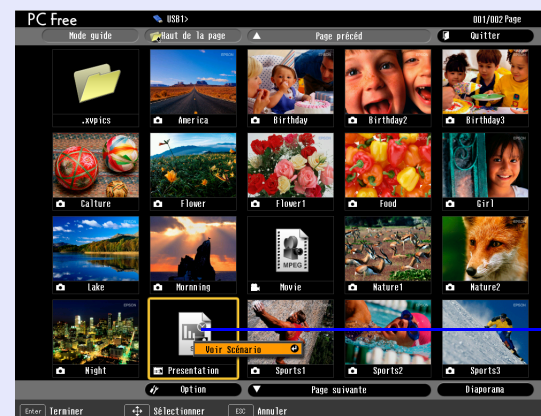 PC Free USB1> 001/002 Page
Mode guide Haut de la page Page précéd Quitter
.xvpics America Birthday Birthday2 Birthday3
Calture Flower Flower1 Food Girl
MPEG
Lake Mornning Movie Nature1 Nature2
Voir Scénario
Night Presentation Sports1 Sports2 Sports3
Option Page suivante Diaporama
Enter Terminer Sélectionner ESC Annuler